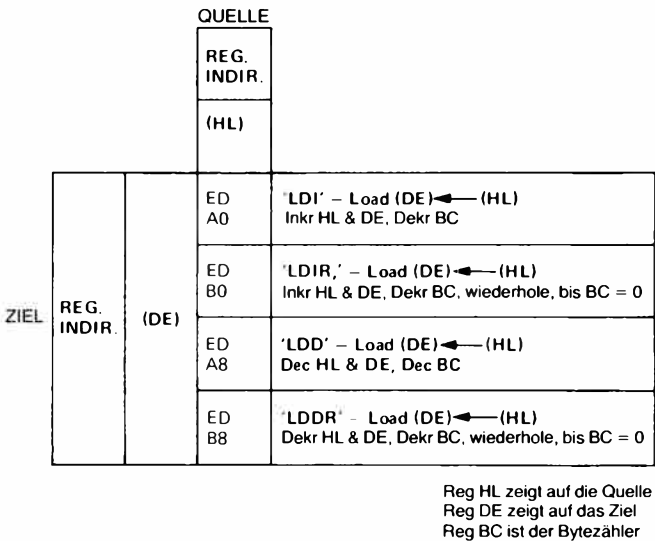 QUELLE
REG.
INDIR.
(HL)
ED 'LDI' – Load (DE)◄—(HL)
A0 Inkr HL & DE, Dekr BC
ED 'LDIR,' – Load (DE)◄—(HL)
B0 Inkr HL & DE, Dekr BC, wiederhole, bis BC = 0
ZIEL REG. (DE)
INDIR.
ED 'LDD' – Load (DE)◄—(HL)
A8 Dec HL & DE, Dec BC
ED 'LDDR' – Load (DE)◄—(HL)
B8 Dekr HL & DE, Dekr BC, wiederhole, bis BC = 0
Reg HL zeigt auf die Quelle
Reg DE zeigt auf das Ziel
Reg BC ist der Bytezähler